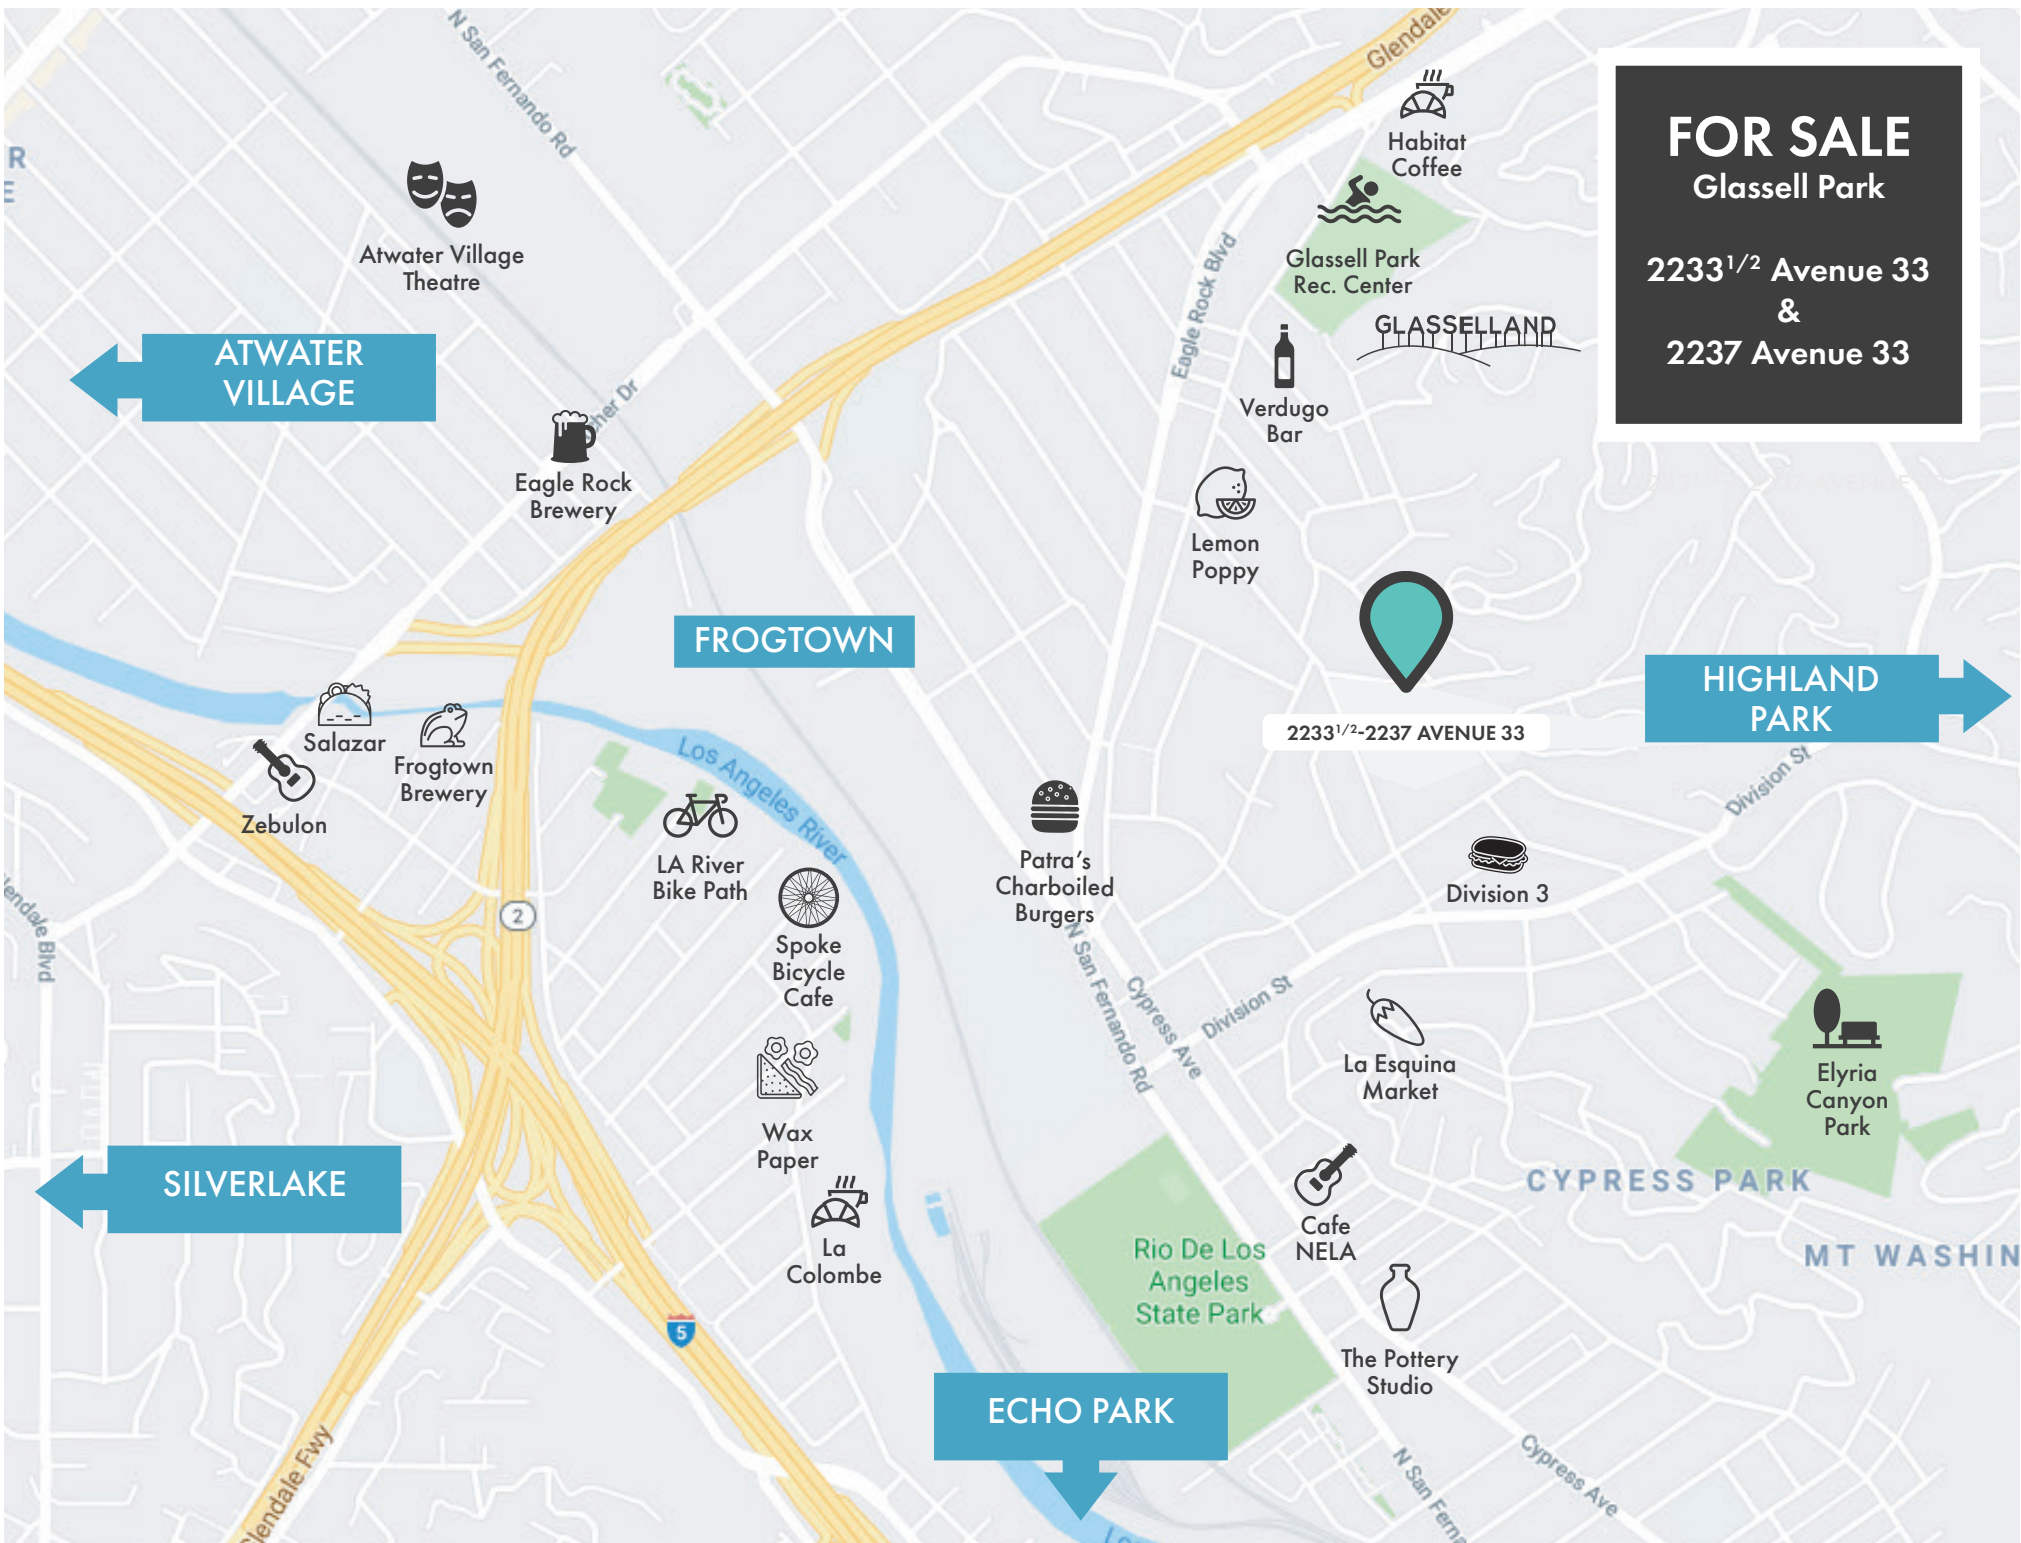 FOR SALE
Glassell Park
2233 1/2 Avenue 33
&
2237 Avenue 33
N San Fernando Rd
Glendale
Habitat
Coffee
Atwater Village
Theatre
Glassell Park
Rec. Center
Eagle Rock Blvd
GLASSELLAND
ATWATER
VILLAGE
Verdugo
Bar
cher Dr
Eagle Rock
Brewery
Lemon
Poppy
FROGTOWN
2233 1/2-2237 AVENUE 33
HIGHLAND
PARK
Salazar
Frogtown
Brewery
Zebulon
Los Angeles River
LA River
Bike Path
Division St
Patra's
Charboiled
Burgers
Division 3
lendale Blvd
2
Spoke
Bicycle
Cafe
N San Fernando Rd
Cypress Ave
Division St
La Esquina
Market
Elyria
Canyon
Park
Wax
Paper
SILVERLAKE
CYPRESS PARK
La
Colombe
Cafe
NELA
Rio De Los
Angeles
State Park
MT WASHIN
5
The Pottery
Studio
ECHO PARK
Glendale Fwy
N San Ferna
Cypress Ave